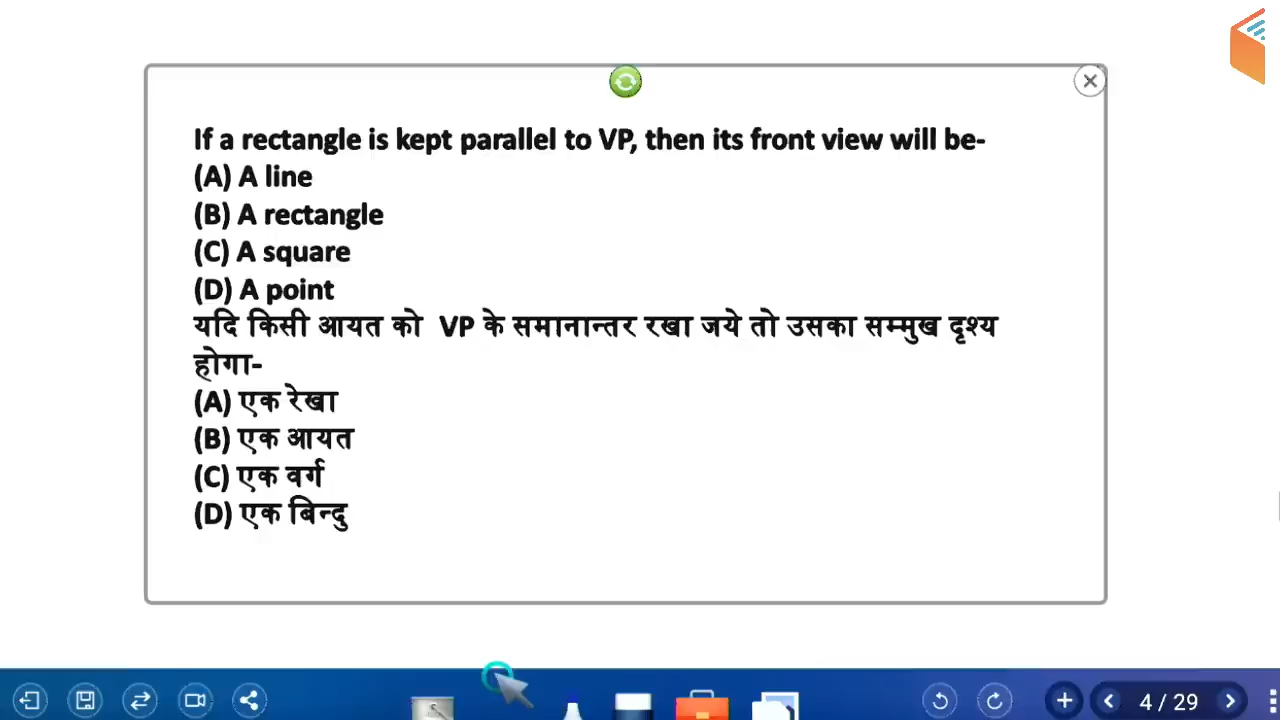 If a rectangle is kept parallel to VP, then its front view will be-
(A) A line
(B) A rectangle
(C) A square
(D) A point
यदि किसी आयत को VP के समानान्तर रखा जये तो उसका सम्मुख दृश्य
होगा-
(A) एक रेखा
(B) एक आयत
(C) एक वर्ग
(D) एक बिन्दु
4 / 29